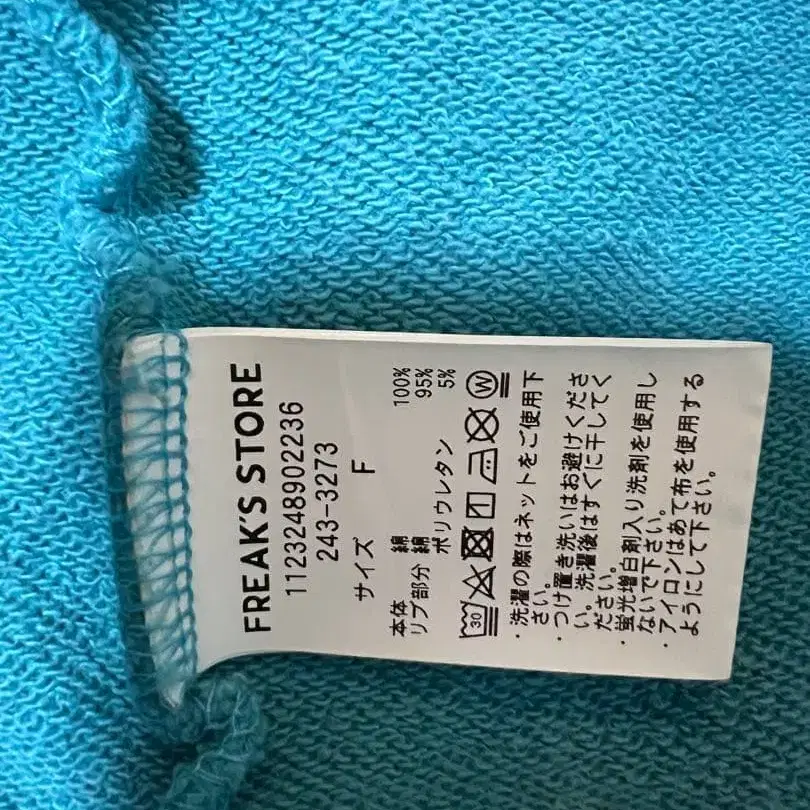 FREAK'S STORE
1123248902236
243-3273
サイズ F
本体 綿 100%
リブ部分 綿 95%
ポリウレタン 5%
30 W
・洗濯の際はネットをご使用下
さい。
・つけ置き洗いはお避けくださ
い。洗濯後はすぐに干してく
ださい。
・蛍光増白剤入り洗剤を使用し
ないで下さい。
・アイロンはあて布を使用する
ようにして下さい。